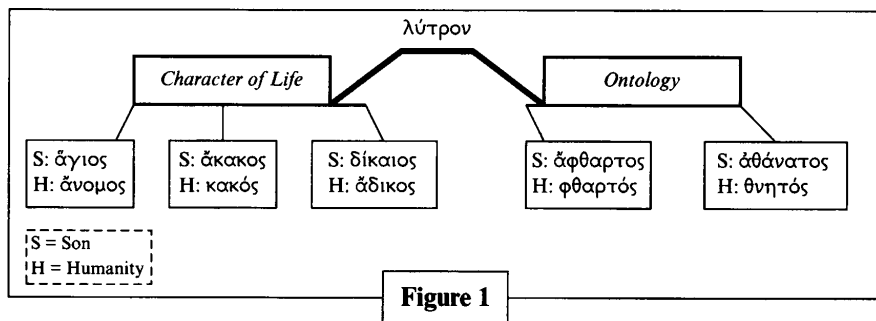 λύτρον
Character of Life
Ontology
S: ἅγιος
H: ἄνομος
S: ἄκακος
H: κακός
S: δίκαιος
H: ἄδικος
S: ἄφθαρτος
H: φθαρτός
S: ἀθάνατος
H: θνητός
S = Son
H = Humanity
Figure 1